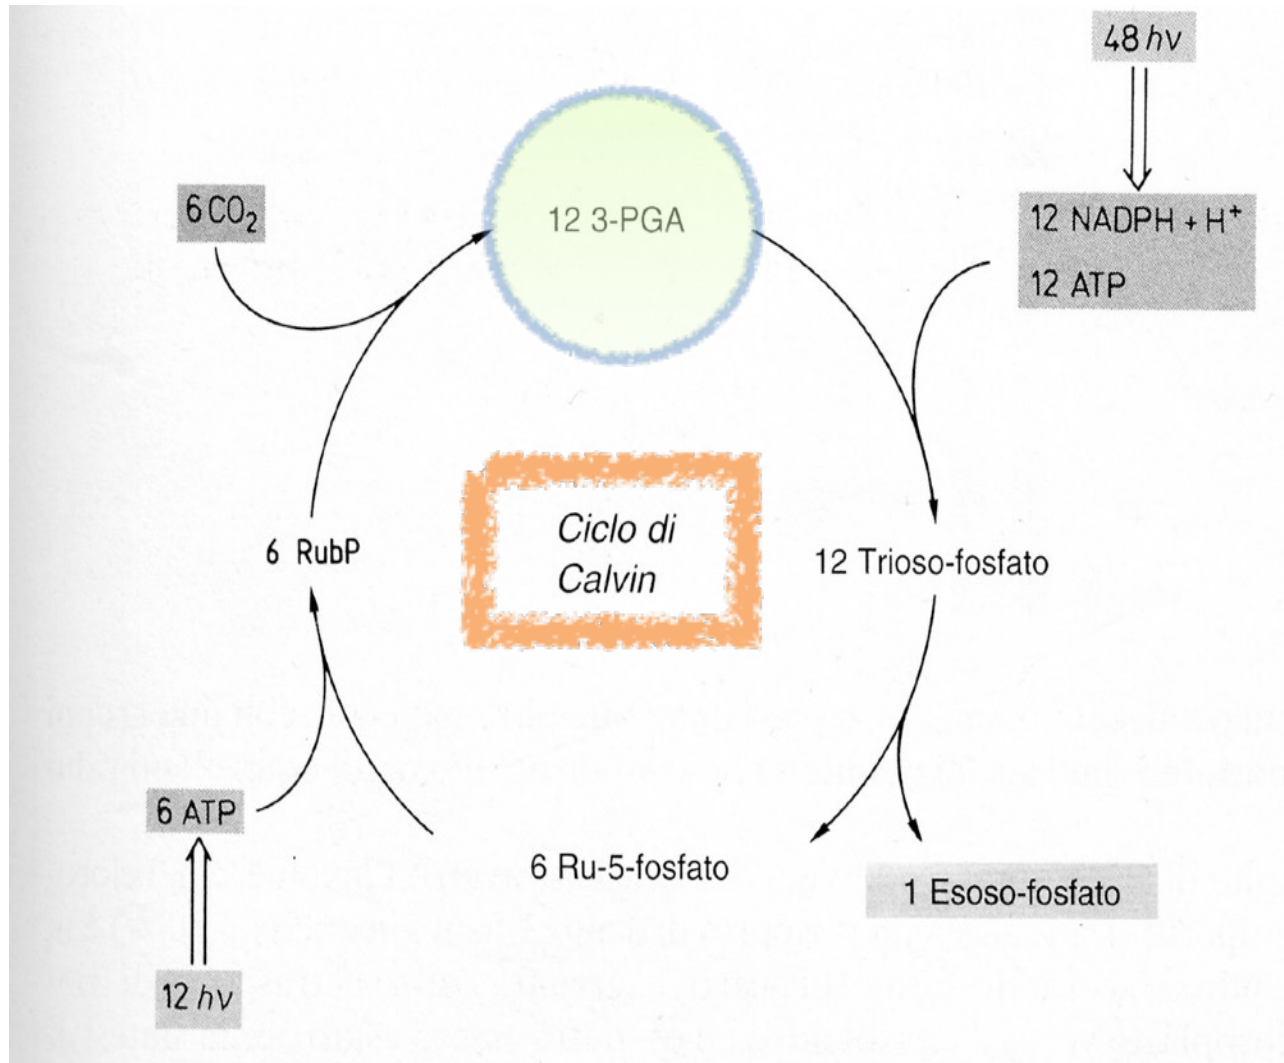 48 hν
6 CO₂
12 3-PGA
12 NADPH + H⁺
12 ATP
Ciclo di
Calvin
6 RubP
12 Trioso-fosfato
6 ATP
6 Ru-5-fosfato
1 Esoso-fosfato
12 hν